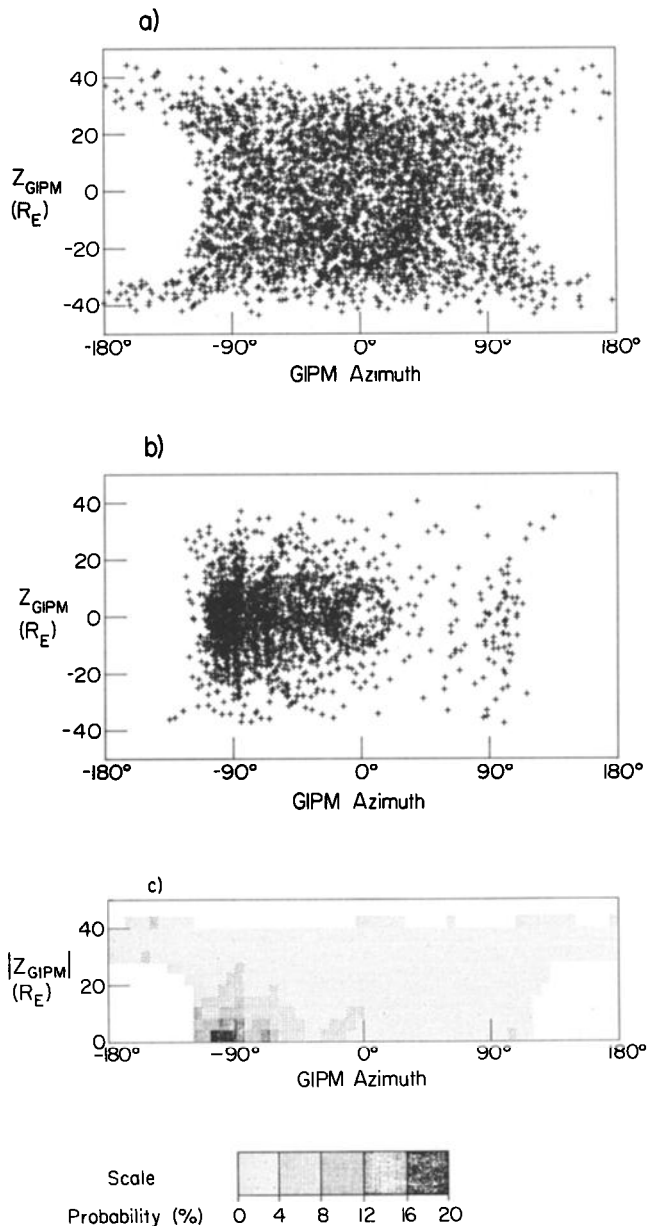 a)
40
20
0
-20
-40
Z_GIPM
(R_E)
-180° -90° 0° 90° 180°
GIPM Azimuth
b)
40
20
0
-20
-40
Z_GIPM
(R_E)
-180° -90° 0° 90° 180°
GIPM Azimuth
c)
40
20
0
|Z_GIPM|
(R_E)
-180° -90° 0° 90° 180°
GIPM Azimuth
Scale
Probability (%) 0 4 8 12 16 20